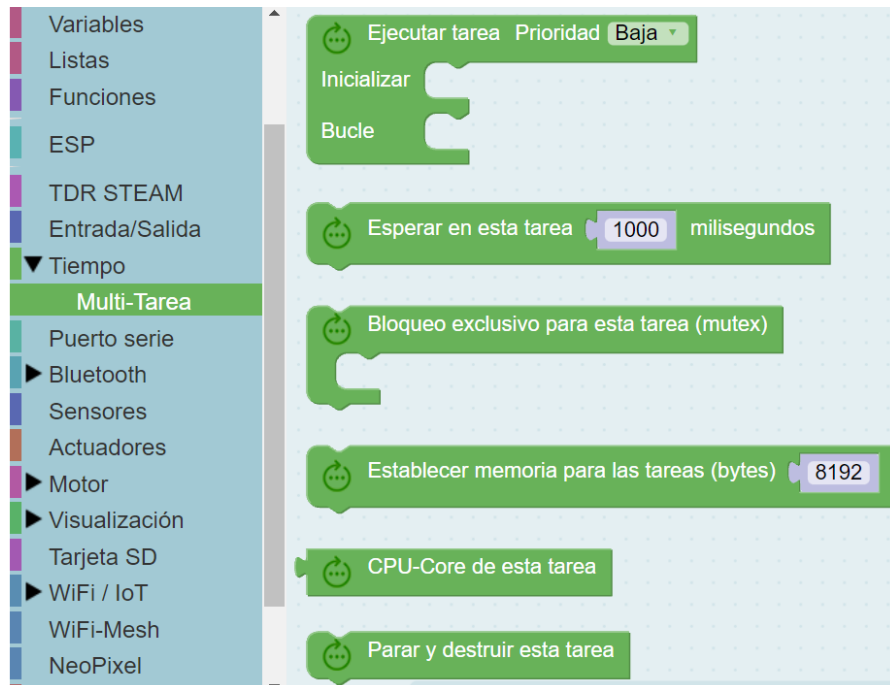 Variables
Listas
Funciones
ESP
TDR STEAM
Entrada/Salida
Tiempo
Multi-Tarea
Puerto serie
Bluetooth
Sensores
Actuadores
Motor
Visualización
Tarjeta SD
WiFi / IoT
WiFi-Mesh
NeoPixel
Ejecutar tarea Prioridad Baja
Inicializar
Bucle
Esperar en esta tarea 1000 milisegundos
Bloqueo exclusivo para esta tarea (mutex)
Establecer memoria para las tareas (bytes) 8192
CPU-Core de esta tarea
Parar y destruir esta tarea